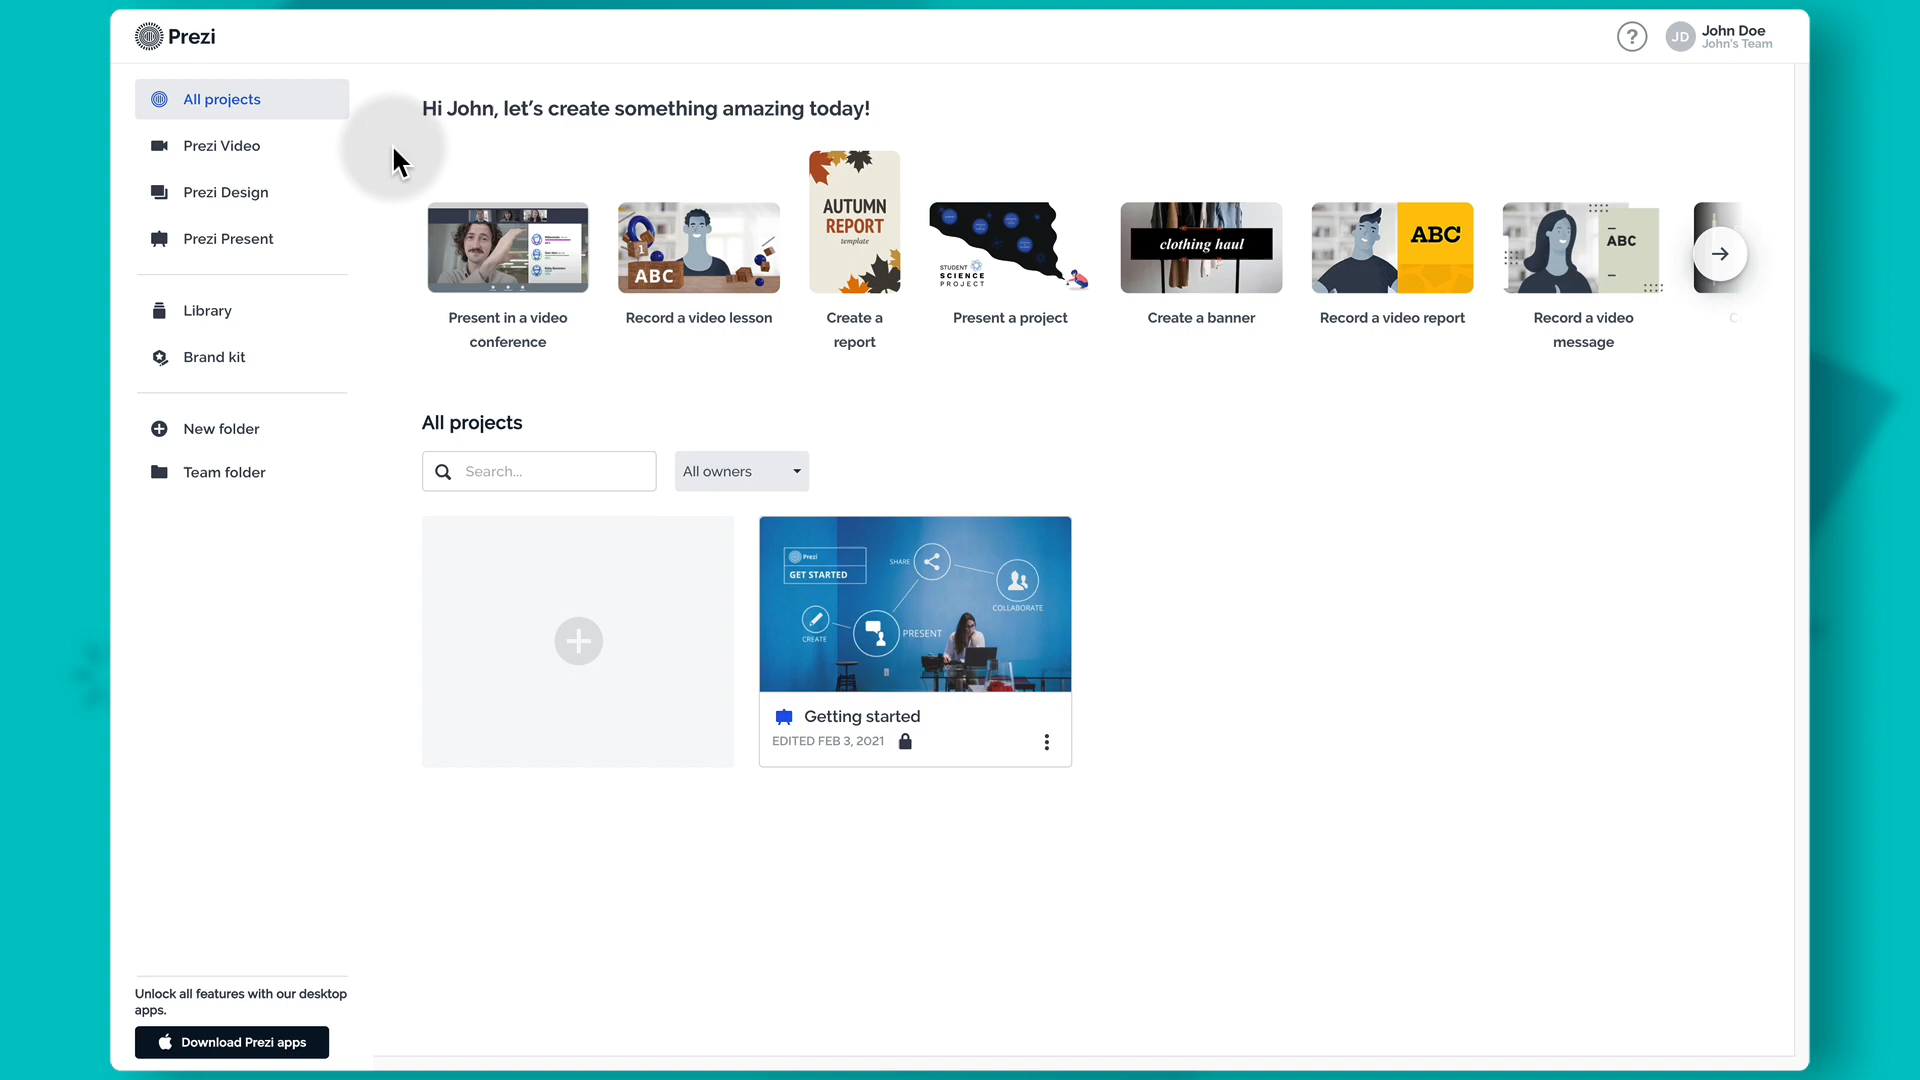 Prezi
?
JD
John Doe
John's Team
All projects
Prezi Video
Prezi Design
Prezi Present
Library
Brand kit
New folder
Team folder
Unlock all features with our desktop
apps.
Download Prezi apps
Hi John, let's create something amazing today!
Present in a video
conference
1
ABC
Record a video lesson
AUTUMN
REPORT
template
Create a
report
STUDENT
SCIENCE
PROJECT
Present a project
clothing haul
Create a banner
ABC
Record a video report
ABC
Record a video
message
C
All projects
Search...
All owners
Prezi
GET STARTED
SHARE
COLLABORATE
CREATE
PRESENT
Getting started
EDITED FEB 3, 2021